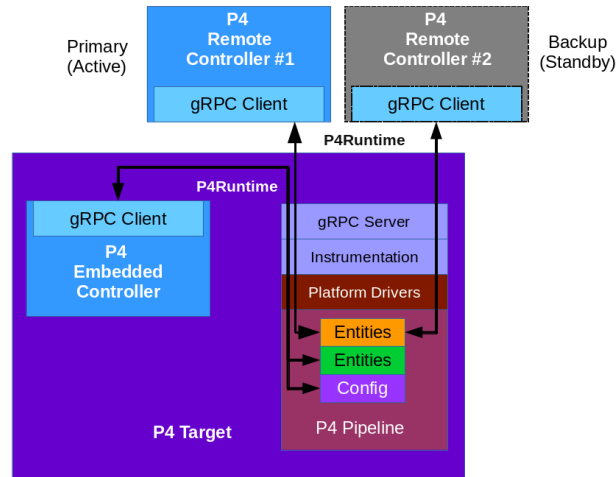 Primary
(Active)
P4
Remote
Controller #1
gRPC Client
P4
Remote
Controller #2
gRPC Client
Backup
(Standby)
P4Runtime
P4Runtime
gRPC Client
P4
Embedded
Controller
gRPC Server
Instrumentation
Platform Drivers
Entities
Entities
Config
P4 Pipeline
P4 Target